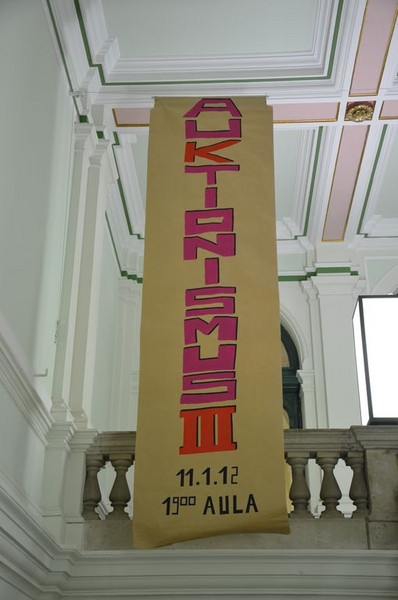 AUKTIONISMUS
III
11.1.12
19⁰⁰ AULA